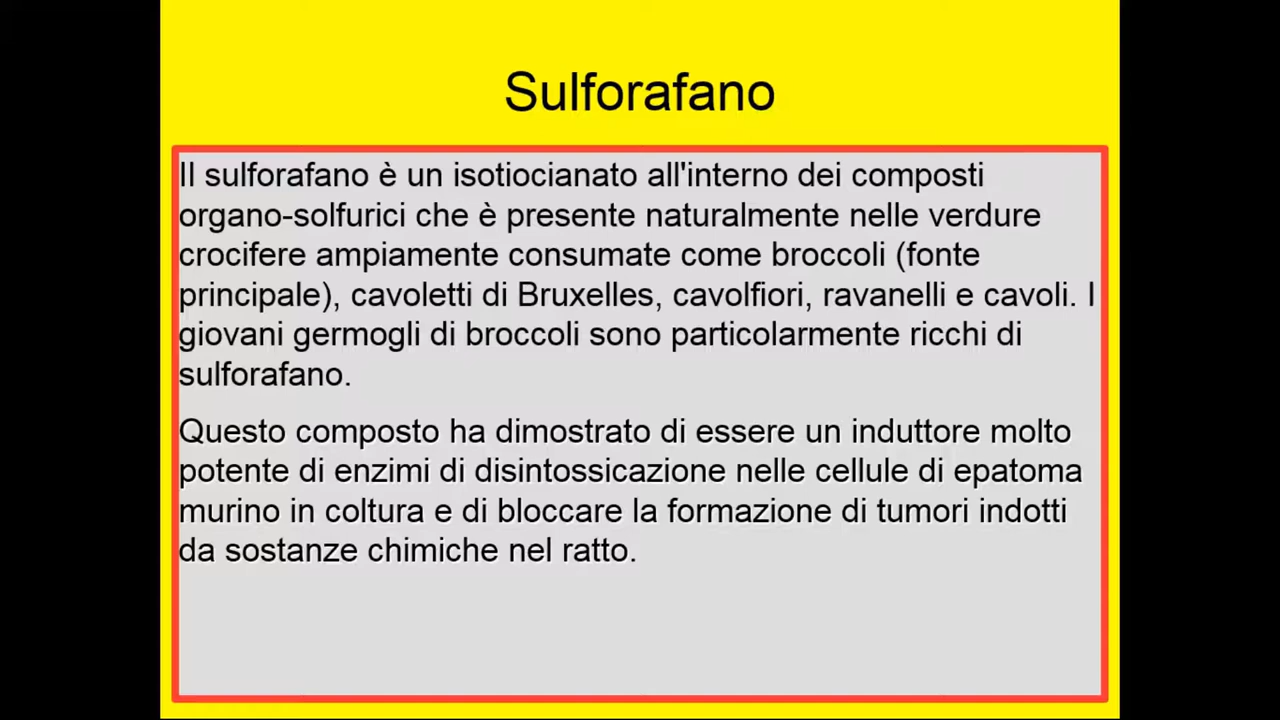 Sulforafano
Il sulforafano è un isotiocianato all'interno dei composti
organo-solfurici che è presente naturalmente nelle verdure
crocifere ampiamente consumate come broccoli (fonte
principale), cavoletti di Bruxelles, cavolfiori, ravanelli e cavoli. I
giovani germogli di broccoli sono particolarmente ricchi di
sulforafano.
Questo composto ha dimostrato di essere un induttore molto
potente di enzimi di disintossicazione nelle cellule di epatoma
murino in coltura e di bloccare la formazione di tumori indotti
da sostanze chimiche nel ratto.